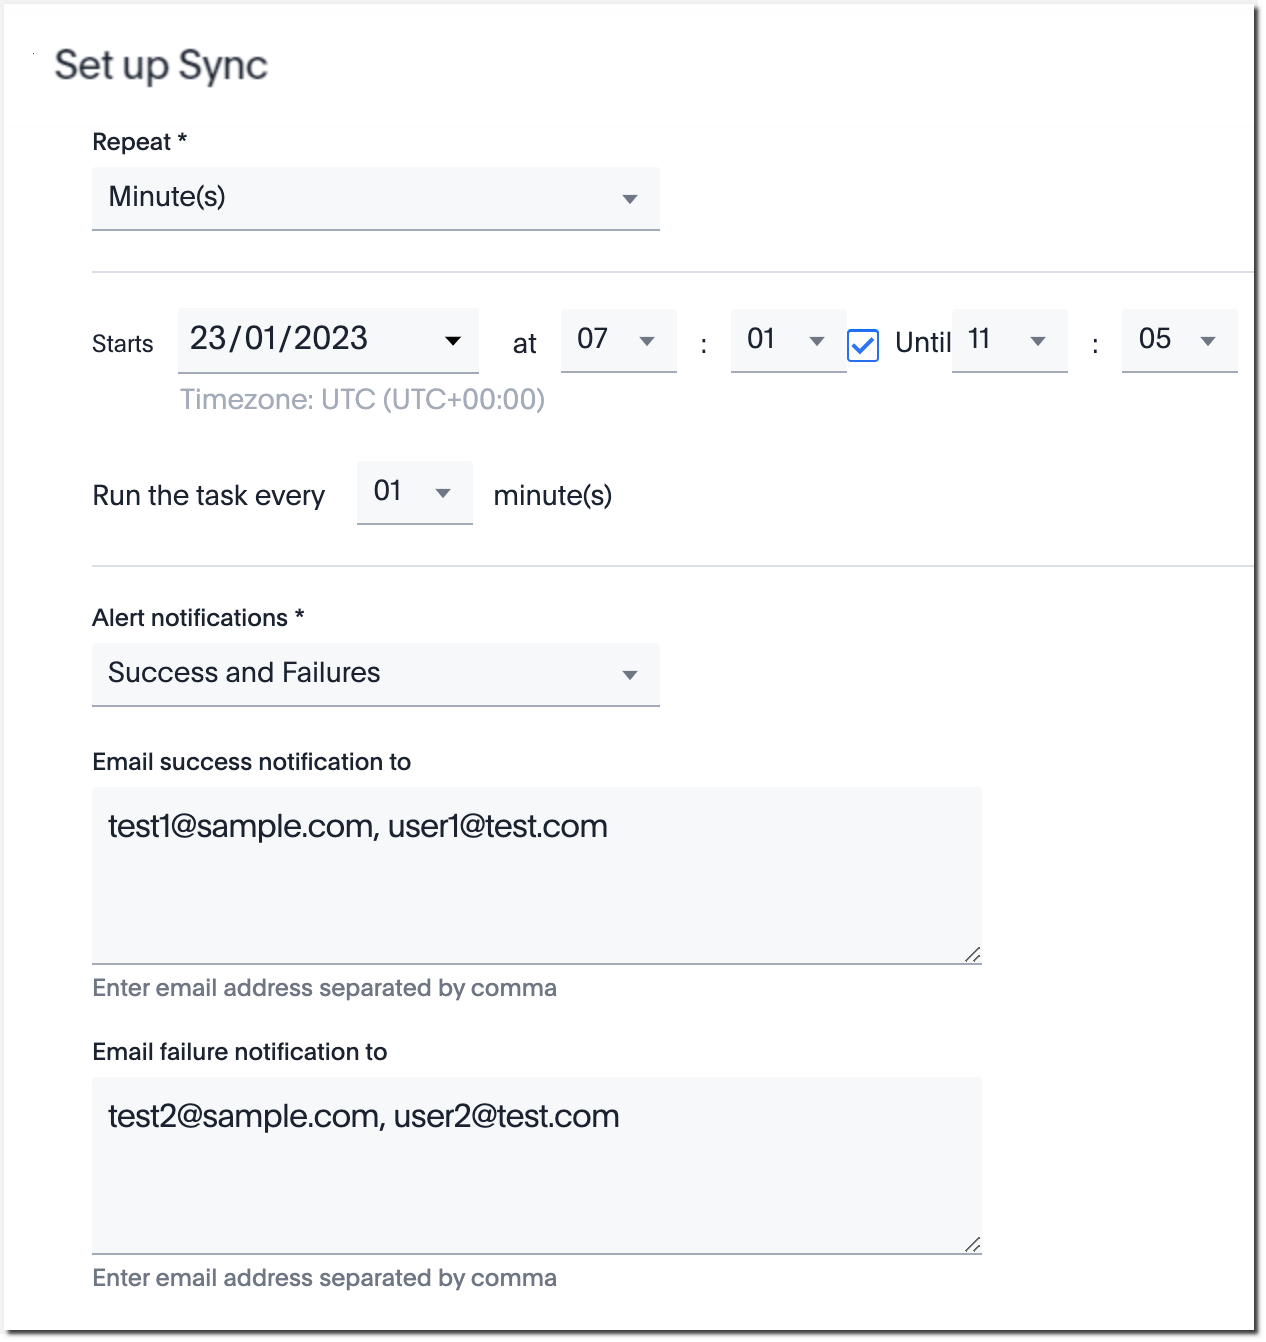 Set up Sync
Repeat *
Minute(s)
Starts 23/01/2023 at 07 : 01 Until 11 : 05
Timezone: UTC (UTC+00:00)
Run the task every 01 minute(s)
Alert notifications *
Success and Failures
Email success notification to
test1@sample.com, user1@test.com
Enter email address separated by comma
Email failure notification to
test2@sample.com, user2@test.com
Enter email address separated by comma